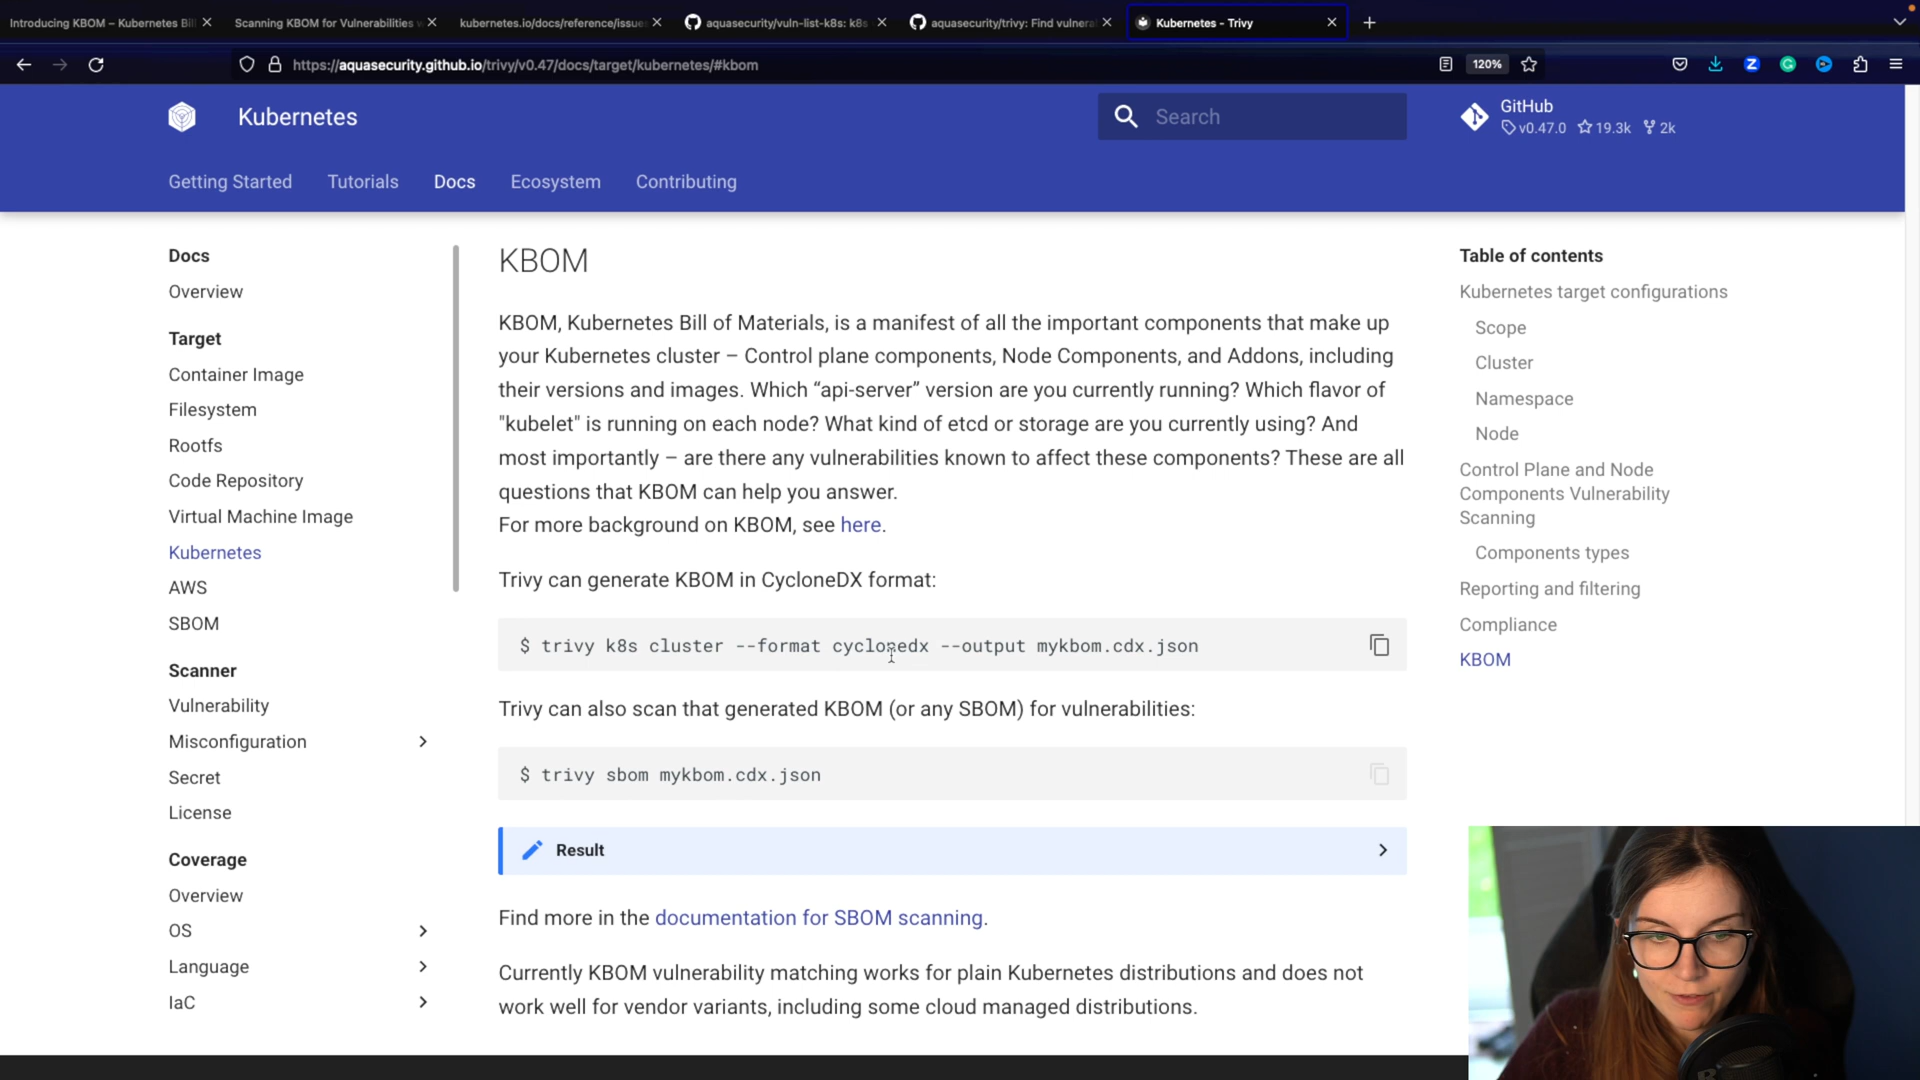 Introducing KBOM – Kubernetes Bil
Scanning KBOM for Vulnerabilities
kubernetes.io/docs/reference/issue
aquasecurity/vuln-list-k8s: k8s
aquasecurity/trivy: Find vulnera
Kubernetes - Trivy
https://aquasecurity.github.io/trivy/v0.47/docs/target/kubernetes/#kbom
120%
Kubernetes
Search
GitHub
v0.47.0 19.3k 2k
Getting Started Tutorials Docs Ecosystem Contributing
Docs
Overview
Target
Container Image
Filesystem
Rootfs
Code Repository
Virtual Machine Image
Kubernetes
AWS
SBOM
Scanner
Vulnerability
Misconfiguration
Secret
License
Coverage
Overview
OS
Language
IaC
KBOM
KBOM, Kubernetes Bill of Materials, is a manifest of all the important components that make up
your Kubernetes cluster – Control plane components, Node Components, and Addons, including
their versions and images. Which “api-server” version are you currently running? Which flavor of
"kubelet" is running on each node? What kind of etcd or storage are you currently using? And
most importantly – are there any vulnerabilities known to affect these components? These are all
questions that KBOM can help you answer.
For more background on KBOM, see here.
Trivy can generate KBOM in CycloneDX format:
$ trivy k8s cluster --format cyclonedx --output mykbom.cdx.json
Trivy can also scan that generated KBOM (or any SBOM) for vulnerabilities:
$ trivy sbom mykbom.cdx.json
Result
Find more in the documentation for SBOM scanning.
Currently KBOM vulnerability matching works for plain Kubernetes distributions and does not
work well for vendor variants, including some cloud managed distributions.
Table of contents
Kubernetes target configurations
Scope
Cluster
Namespace
Node
Control Plane and Node
Components Vulnerability
Scanning
Components types
Reporting and filtering
Compliance
KBOM